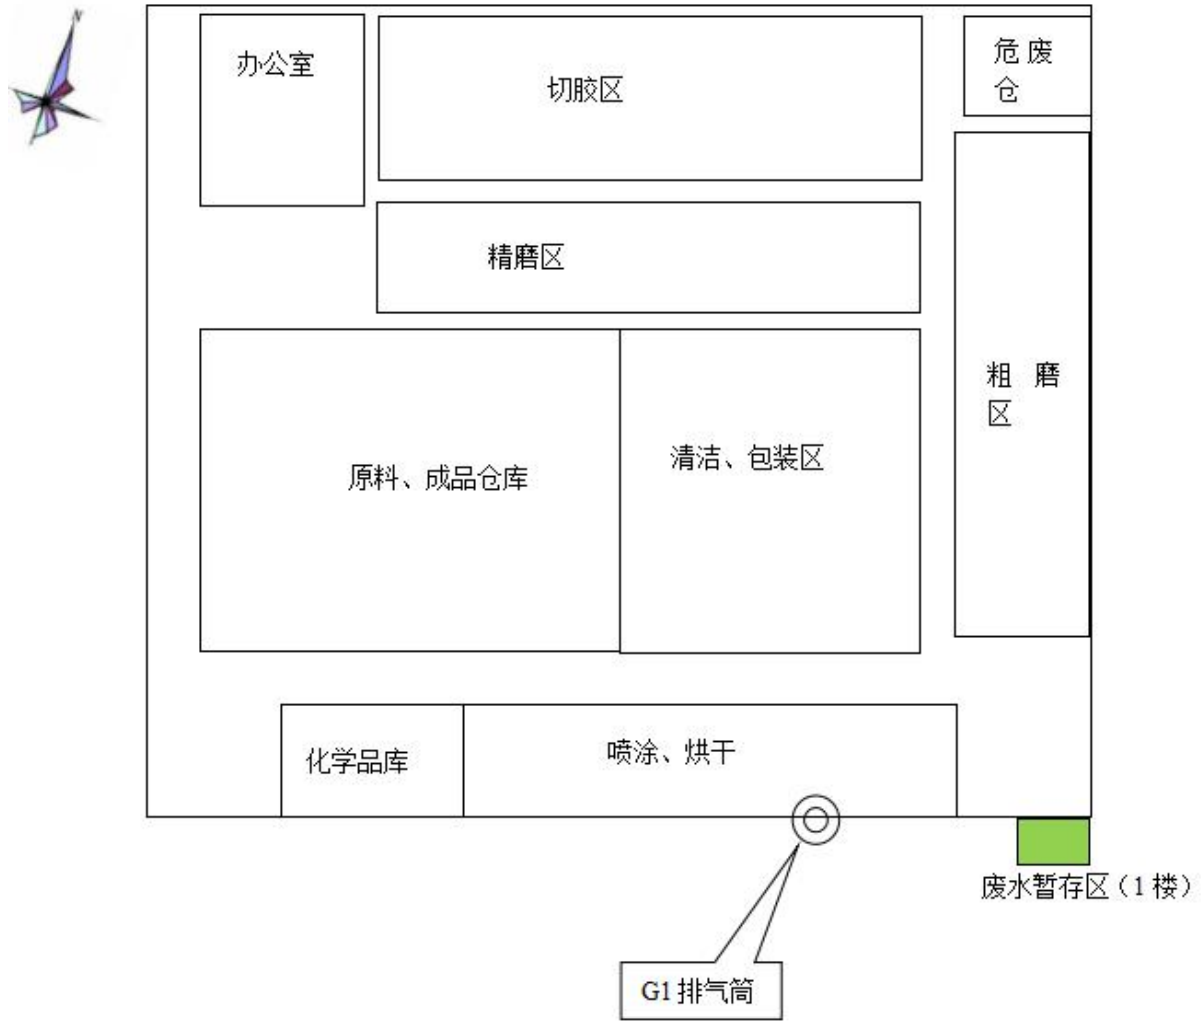 N
办公室
切胶区
危废
仓
精磨区
粗磨
区
原料、成品仓库
清洁、包装区
化学品库
喷涂、烘干
废水暂存区（1楼）
G1排气筒